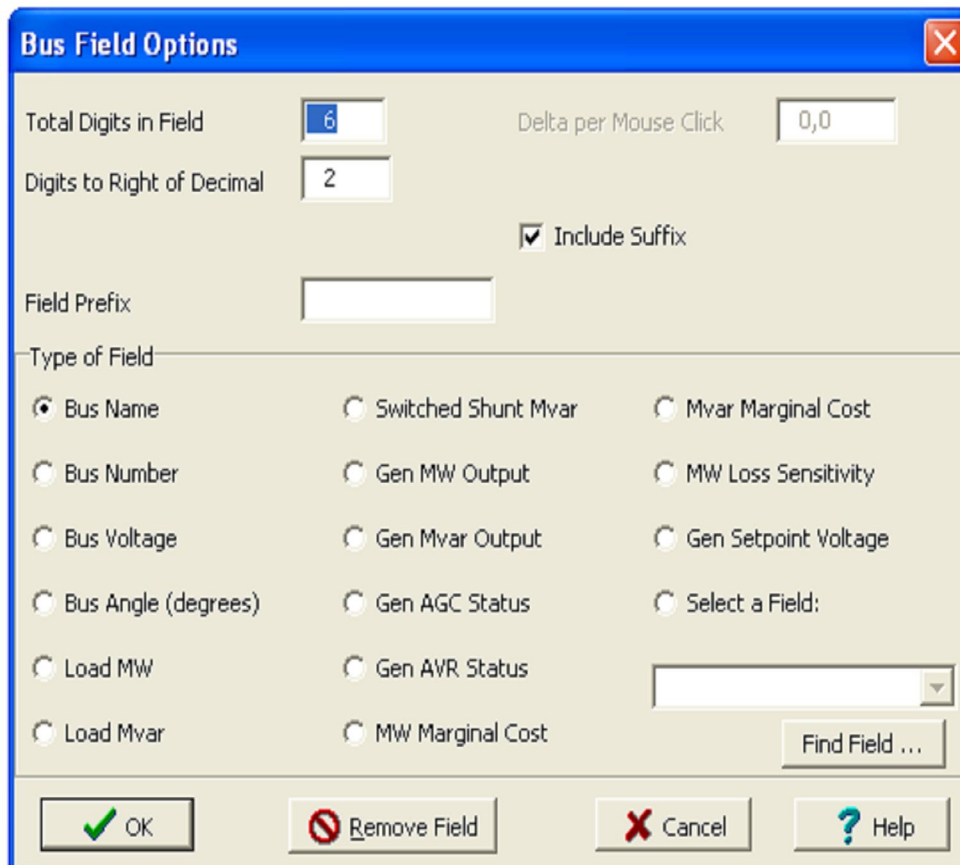 Bus Field Options
Total Digits in Field 6 Delta per Mouse Click 0,0
Digits to Right of Decimal 2
Include Suffix
Field Prefix
Type of Field
Bus Name Switched Shunt Mvar Mvar Marginal Cost
Bus Number Gen MW Output MW Loss Sensitivity
Bus Voltage Gen Mvar Output Gen Setpoint Voltage
Bus Angle (degrees) Gen AGC Status Select a Field:
Load MW Gen AVR Status
Load Mvar MW Marginal Cost Find Field ...
OK Remove Field Cancel Help